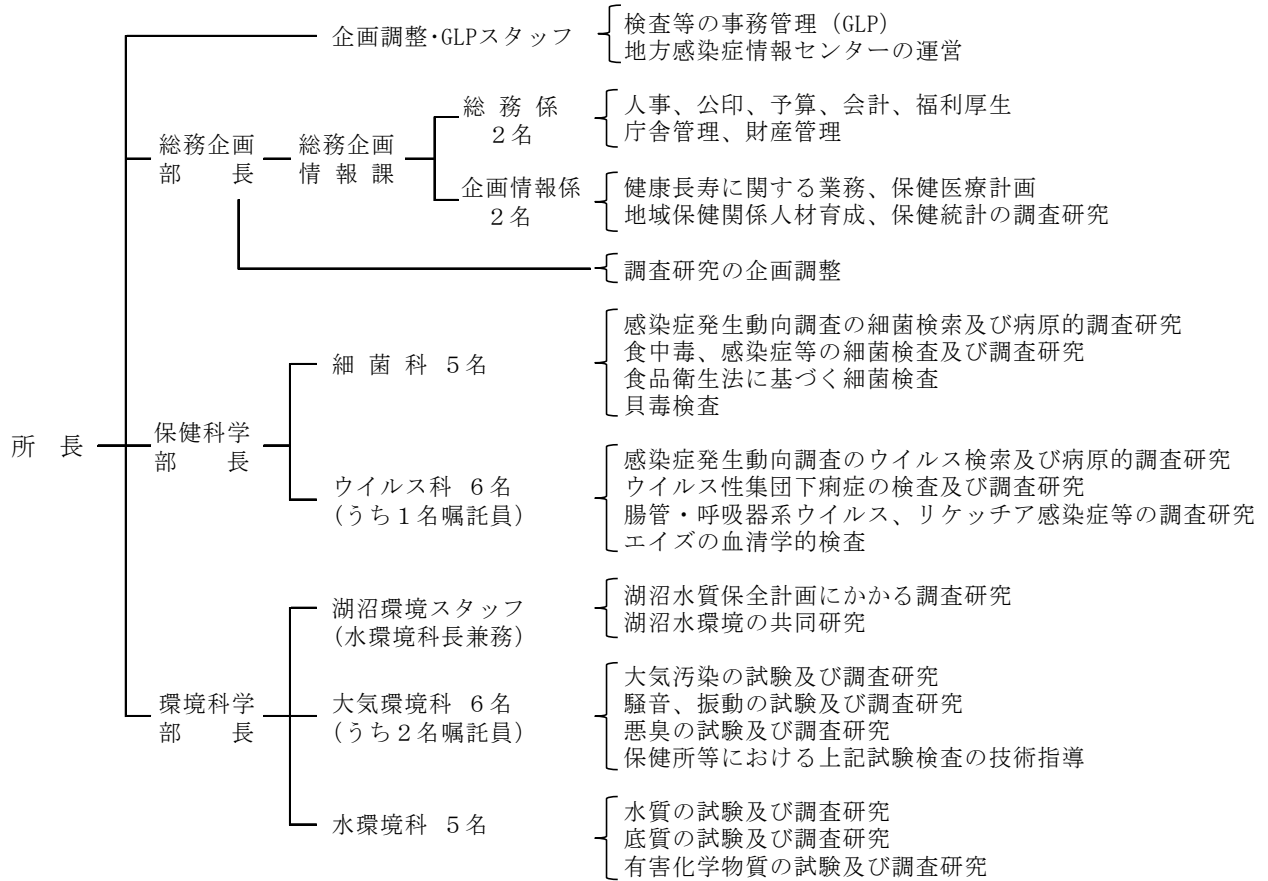 企画調整・GLPスタッフ
検査等の事務管理 (GLP)
地方感染症情報センターの運営
総務企画
部　　長
総務企画
情 報 課
総 務 係
2名
人事、公印、予算、会計、福利厚生
庁舎管理、財産管理
企画情報係
2名
健康長寿に関する業務、保健医療計画
地域保健関係人材育成、保健統計の調査研究
調査研究の企画調整
所　長
保健科学
部　　長
細 菌 科 5名
感染症発生動向調査の細菌検索及び病原的調査研究
食中毒、感染症等の細菌検査及び調査研究
食品衛生法に基づく細菌検査
貝毒検査
ウイルス科 6名
(うち1名嘱託員)
感染症発生動向調査のウイルス検索及び病原的調査研究
ウイルス性集団下痢症の検査及び調査研究
腸管・呼吸器系ウイルス、リケッチア感染症等の調査研究
エイズの血清学的検査
環境科学
部　　長
湖沼環境スタッフ
(水環境科長兼務)
湖沼水質保全計画にかかる調査研究
湖沼水環境の共同研究
大気環境科 6名
(うち2名嘱託員)
大気汚染の試験及び調査研究
騒音、振動の試験及び調査研究
悪臭の試験及び調査研究
保健所等における上記試験検査の技術指導
水環境科 5名
水質の試験及び調査研究
底質の試験及び調査研究
有害化学物質の試験及び調査研究